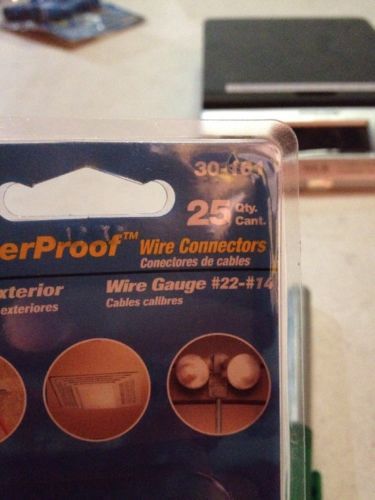 25 Qty.
Cant.
erProof™ Wire Connectors
Conectores de cables
xterior Wire Gauge #22-#14
exteriores Cables calibres